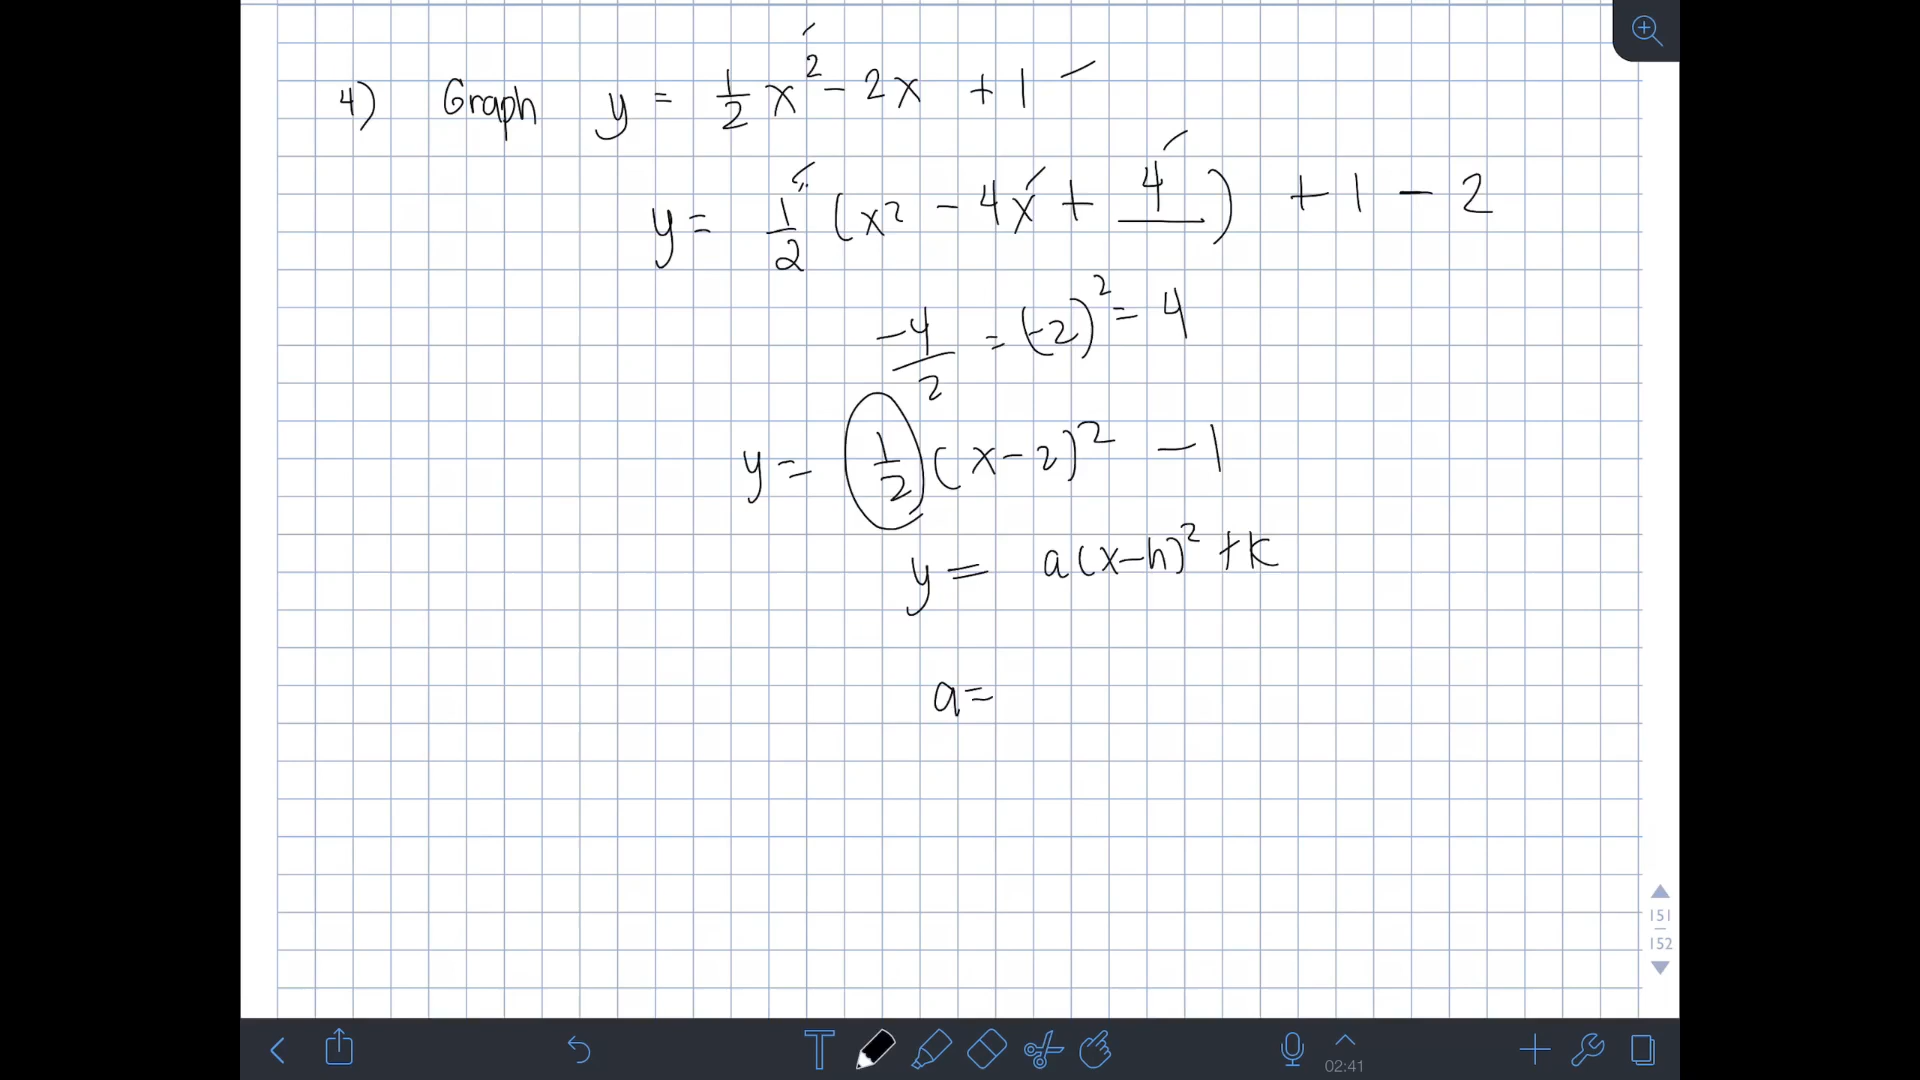 4) Graph y = 1/2 x² - 2x + 1
y = 1/2 (x² - 4x + 4) + 1 - 2
-4/2 = (-2)² = 4
y = 1/2 (x-2)² - 1
y = a(x-h)² + k
a =
151
152
T
02:41